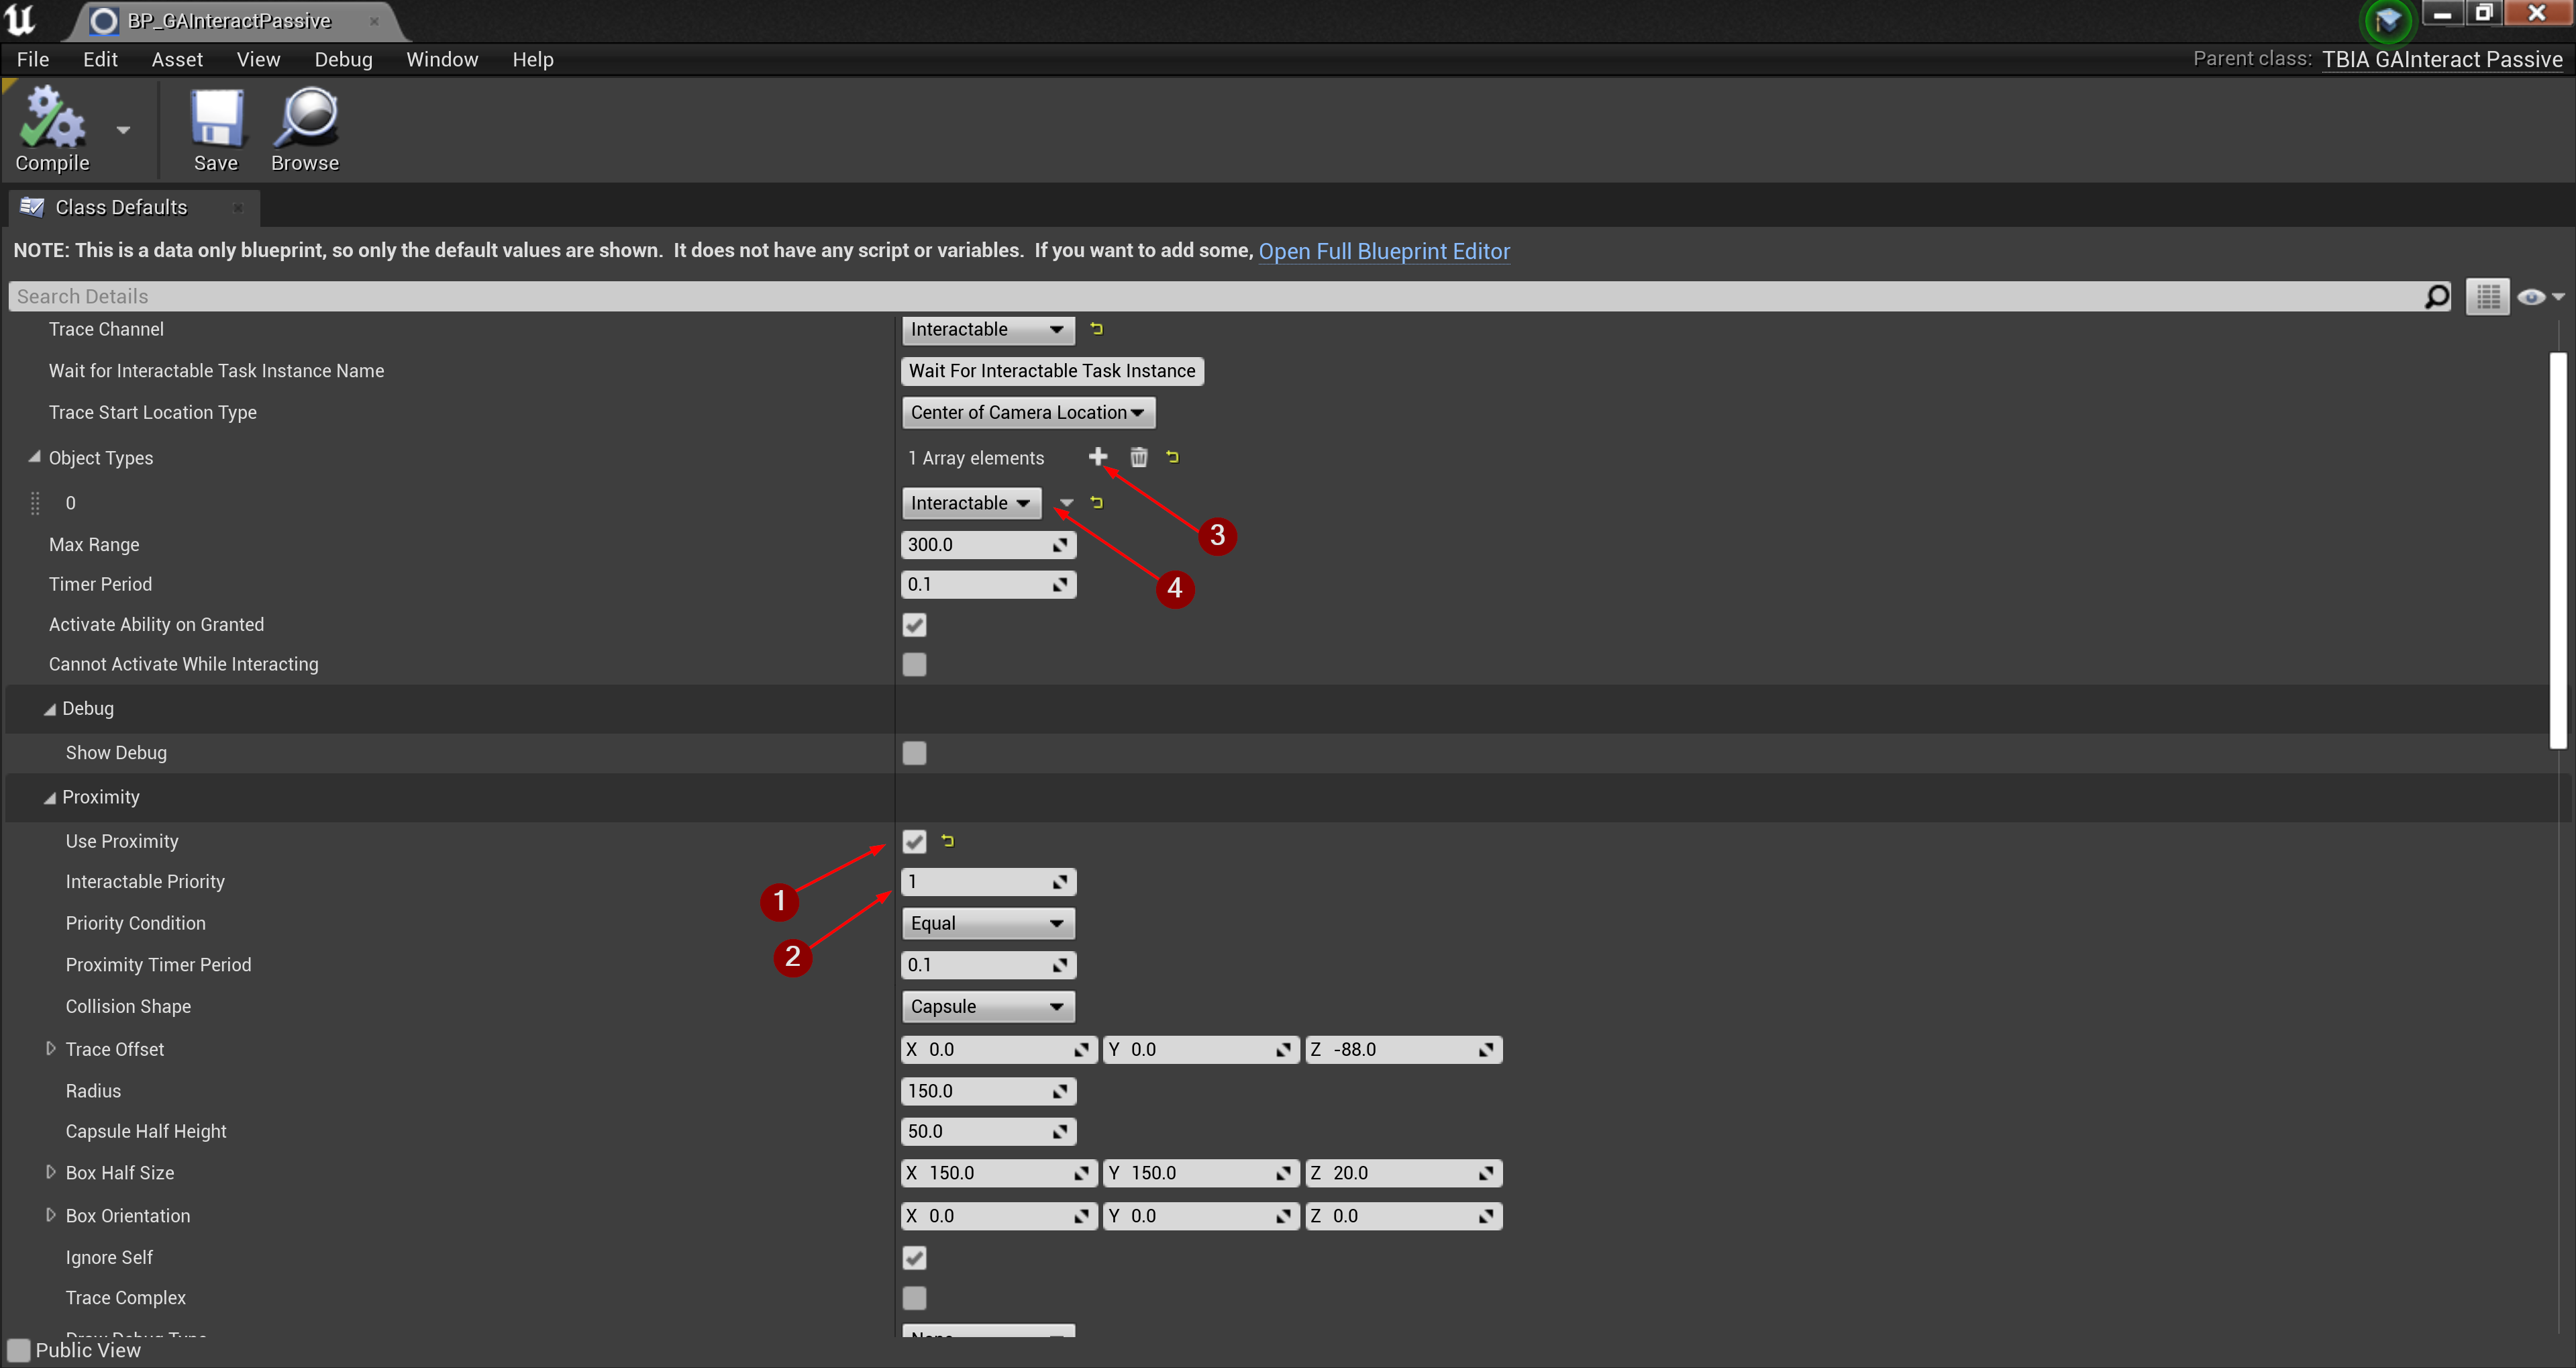 BP_GAInteractPassive
File Edit Asset View Debug Window Help Parent class: TBIA GAInteract Passive
Compile Save Browse
Class Defaults
NOTE: This is a data only blueprint, so only the default values are shown. It does not have any script or variables. If you want to add some, Open Full Blueprint Editor
Search Details
Trace Channel Interactable
Wait for Interactable Task Instance Name Wait For Interactable Task Instance
Trace Start Location Type Center of Camera Location
Object Types 1 Array elements
0 Interactable
3
Max Range 300.0
Timer Period 0.1
4
Activate Ability on Granted
Cannot Activate While Interacting
Debug
Show Debug
Proximity
Use Proximity
Interactable Priority 1
1
Priority Condition Equal
2
Proximity Timer Period 0.1
Collision Shape Capsule
Trace Offset X 0.0 Y 0.0 Z -88.0
Radius 150.0
Capsule Half Height 50.0
Box Half Size X 150.0 Y 150.0 Z 20.0
Box Orientation X 0.0 Y 0.0 Z 0.0
Ignore Self
Trace Complex
Draw Debug Type None
Public View